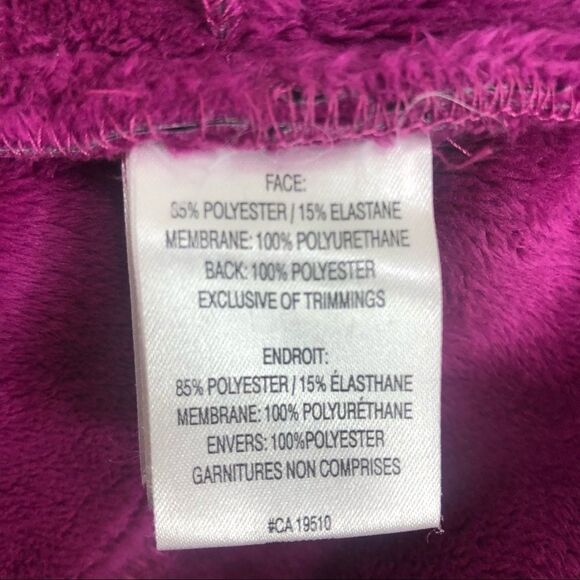 FACE:
85% POLYESTER / 15% ELASTANE
MEMBRANE: 100% POLYURETHANE
BACK: 100% POLYESTER
EXCLUSIVE OF TRIMMINGS
ENDROIT:
85% POLYESTER / 15% ÉLASTHANE
MEMBRANE: 100% POLYURÉTHANE
ENVERS: 100%POLYESTER
GARNITURES NON COMPRISES
#CA 19510